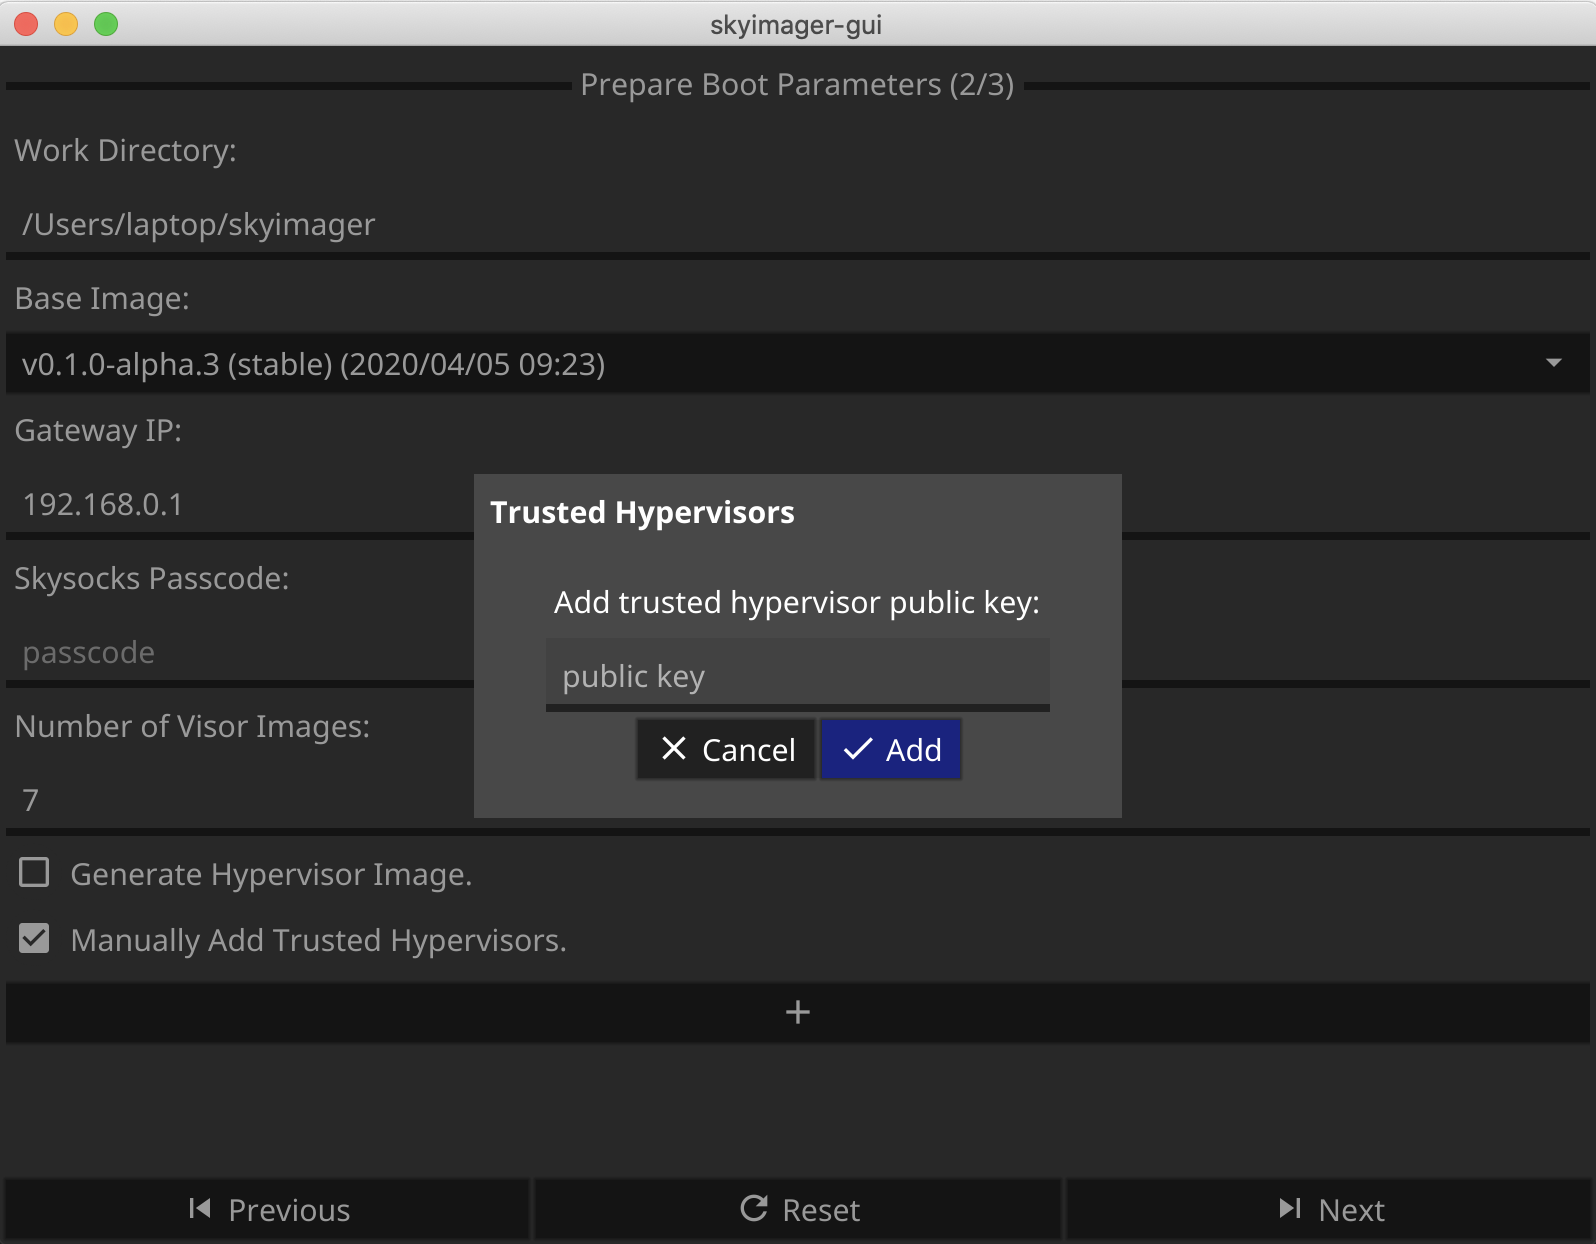 skyimager-gui
Prepare Boot Parameters (2/3)
Work Directory:
/Users/laptop/skyimager
Base Image:
v0.1.0-alpha.3 (stable) (2020/04/05 09:23)
Gateway IP:
192.168.0.1
Skysocks Passcode:
passcode
Number of Visor Images:
7
Trusted Hypervisors
Add trusted hypervisor public key:
public key
Cancel Add
Generate Hypervisor Image.
Manually Add Trusted Hypervisors.
+
Previous Reset Next